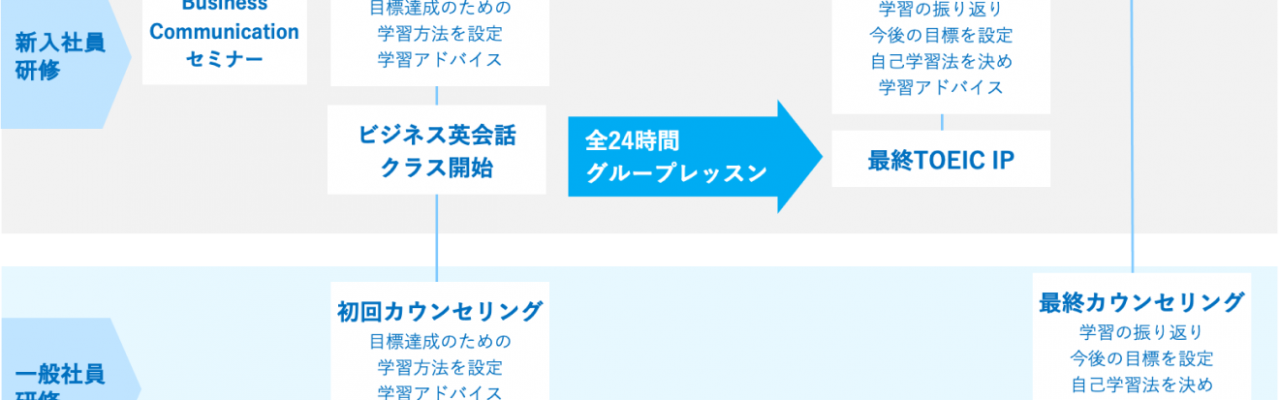 新入社員
研修
Business
Communication
セミナー
目標達成のための
学習方法を設定
学習アドバイス
ビジネス英会話
クラス開始
全24時間
グループレッスン
学習の振り返り
今後の目標を設定
自己学習法を決め
学習アドバイス
最終TOEIC IP
一般社員
研修
初回カウンセリング
目標達成のための
学習方法を設定
学習アドバイス
最終カウンセリング
学習の振り返り
今後の目標を設定
自己学習法を決め